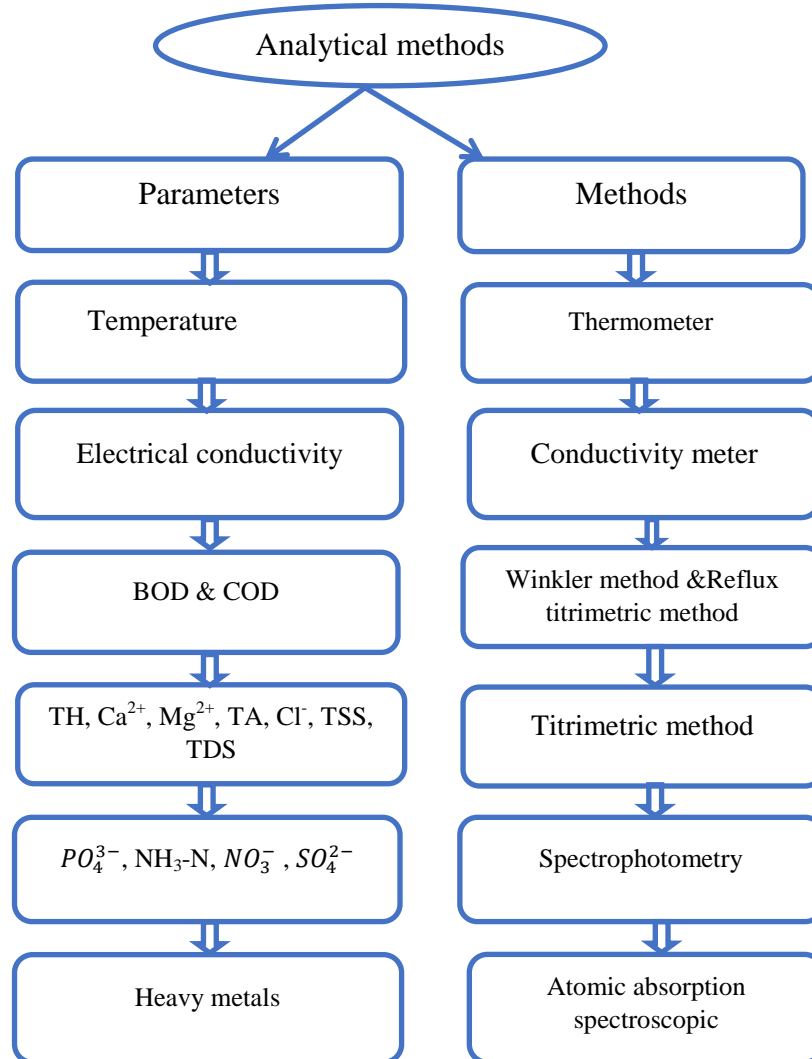 Analytical methods
Parameters
Methods
Temperature
Thermometer
Electrical conductivity
Conductivity meter
BOD & COD
Winkler method &Reflux
titrimetric method
TH, Ca²⁺, Mg²⁺, TA, Cl⁻, TSS,
TDS
Titrimetric method
𝑃𝑂₄³⁻, NH₃-N, 𝑁𝑂₃⁻ , 𝑆𝑂₄²⁻
Spectrophotometry
Heavy metals
Atomic absorption
spectroscopic